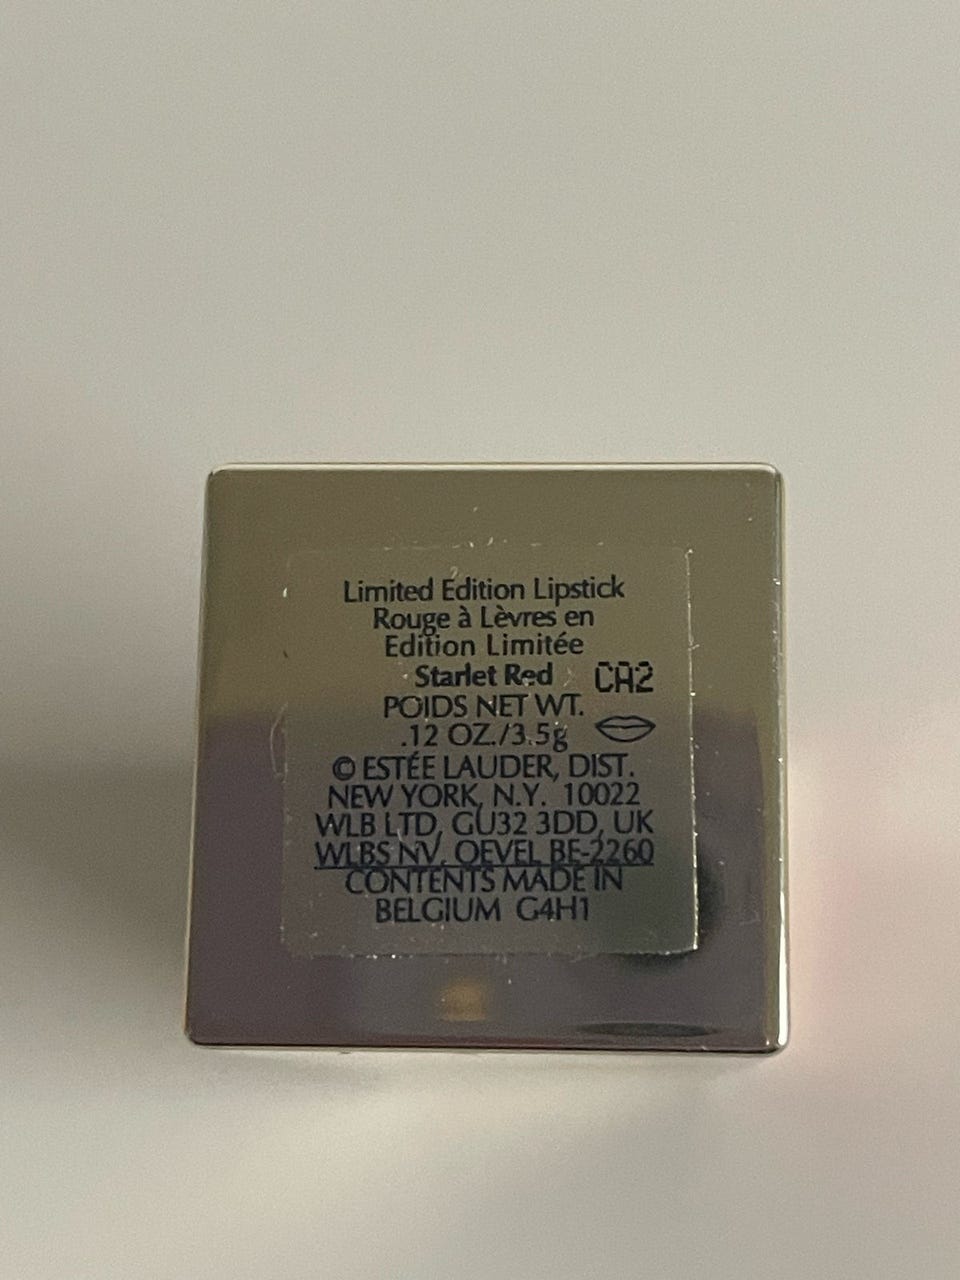 Limited Edition Lipstick
Rouge à Lèvres en
Edition Limitée
Starlet Red CA2
POIDS NET WT.
.12 OZ./3.5g
© ESTÉE LAUDER, DIST.
NEW YORK, N.Y. 10022
WLB LTD, GU32 3DD, UK
WLBS NV, OEVEL BE-2260
CONTENTS MADE IN
BELGIUM G4H1